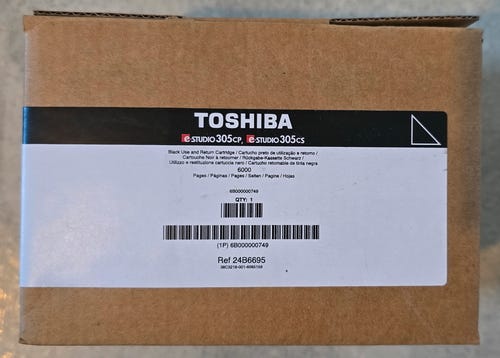 TOSHIBA
e-STUDIO305CP, e-STUDIO305CS
Black Use and Return Cartridge / Cartucho preto de utilização e retorno /
Cartouche Noir à retourner / Rückgabe-Kassette Schwarz /
Utilizzo e restituzione cartuccia nero / Cartucho retornable de tinta negra
6000
Pages / Páginas / Pages / Seiten / Pagine / Hojas
6B000000749
QTY: 1
(1P) 6B000000749
Ref 24B6695